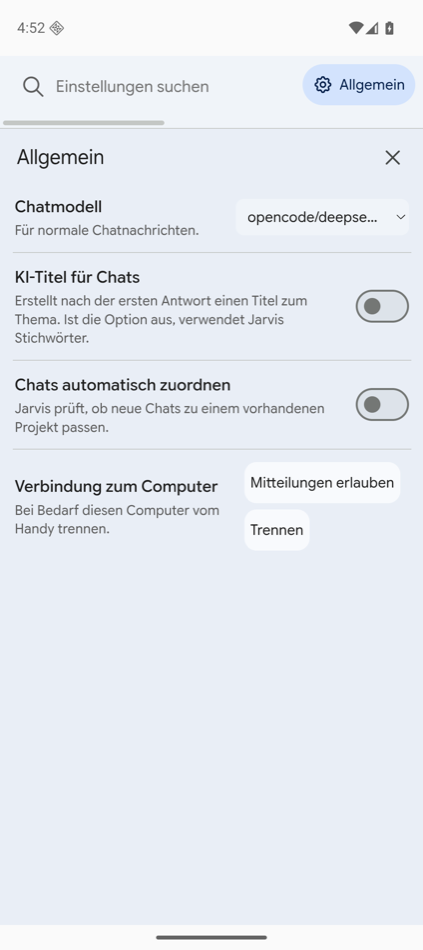 4:52
Einstellungen suchen
Allgemein
Allgemein
Chatmodell
Für normale Chatnachrichten.
opencode/deepse...
KI-Titel für Chats
Erstellt nach der ersten Antwort einen Titel zum
Thema. Ist die Option aus, verwendet Jarvis
Stichwörter.
Chats automatisch zuordnen
Jarvis prüft, ob neue Chats zu einem vorhandenen
Projekt passen.
Verbindung zum Computer
Bei Bedarf diesen Computer vom
Handy trennen.
Mitteilungen erlauben
Trennen